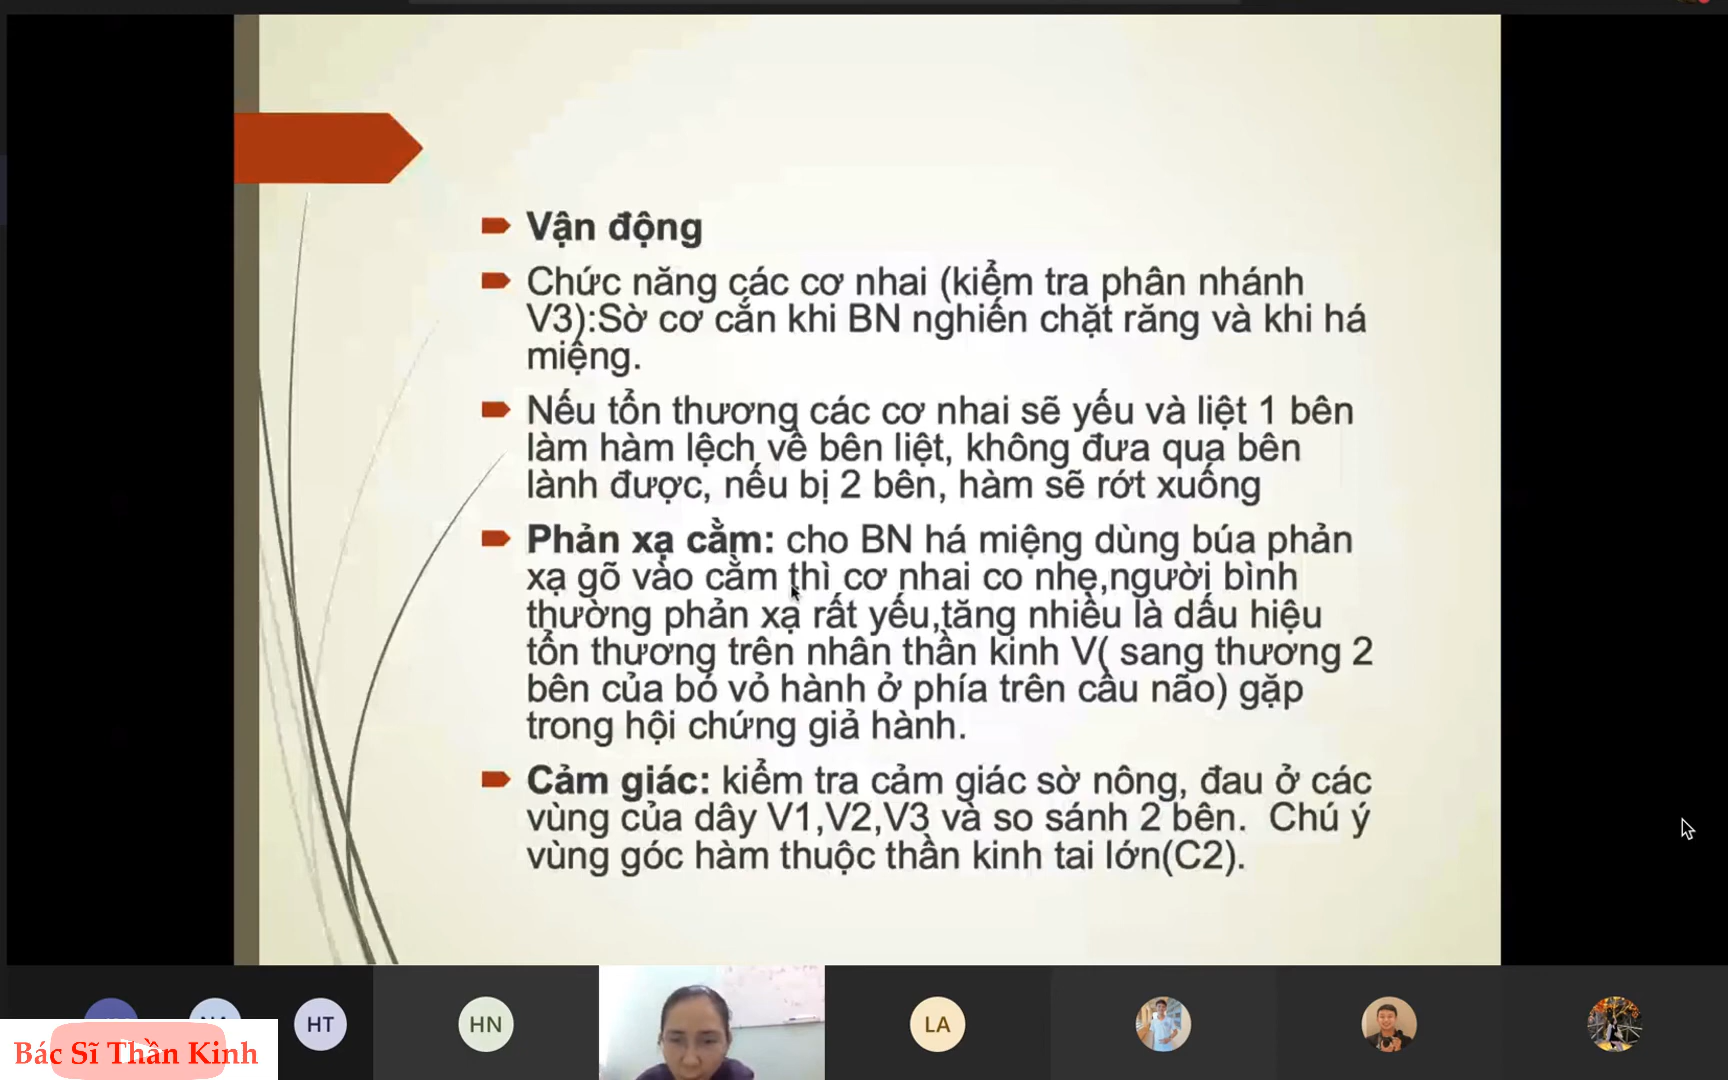 Vận động
Chức năng các cơ nhai (kiểm tra phân nhánh
V3):Sờ cơ cắn khi BN nghiến chặt răng và khi há
miệng.
Nếu tổn thương các cơ nhai sẽ yếu và liệt 1 bên
làm hàm lệch về bên liệt, không đưa qua bên
lành được, nếu bị 2 bên, hàm sẽ rớt xuống
Phản xạ cằm: cho BN há miệng dùng búa phản
xạ gõ vào cằm thì cơ nhai co nhẹ,người bình
thường phản xạ rất yếu,tăng nhiều là dấu hiệu
tổn thương trên nhân thần kinh V( sang thương 2
bên của bó vỏ hành ở phía trên cầu não) gặp
trong hội chứng giả hành.
Cảm giác: kiểm tra cảm giác sờ nông, đau ở các
vùng của dây V1,V2,V3 và so sánh 2 bên.  Chú ý
vùng góc hàm thuộc thần kinh tai lớn(C2).
HT
HN
LA
Bác Sĩ Thần Kinh